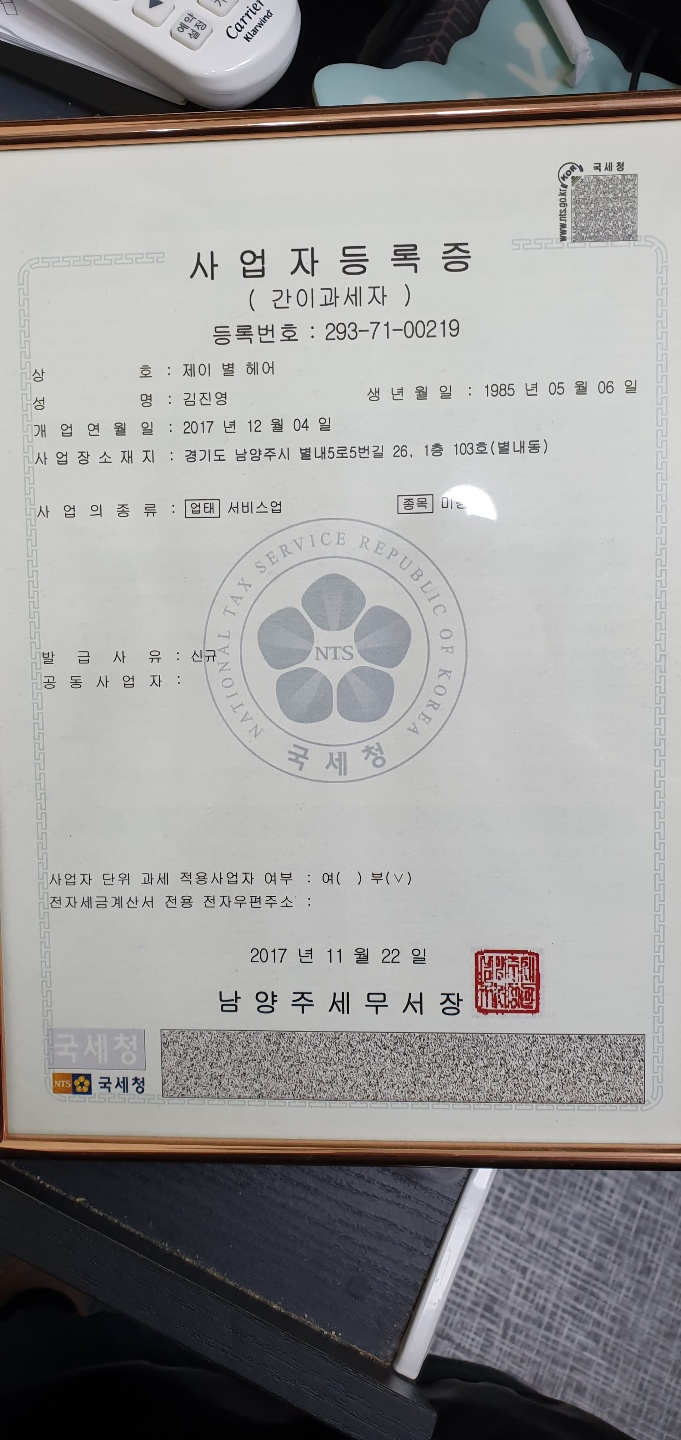 예약
설정
Carrier
Klarwind
국세청
KOR
www.nts.go.kr
사업자등록증
( 간이과세자 )
등록번호 : 293-71-00219
상 호 : 제이 별 헤어
성 명 : 김진영 생 년 월 일 : 1985 년 05 월 06 일
개 업 연 월 일 : 2017 년 12 월 04 일
사 업 장 소 재 지 : 경기도 남양주시 별내5로5번길 26, 1층 103호(별내동)
사 업 의 종 류 : 업태 서비스업 종목
NATIONAL TAX SERVICE REPUBLIC OF KOREA
NTS
국세청
발 급 사 유 : 신규
공 동 사 업 자 :
사업자 단위 과세 적용사업자 여부 : 여( ) 부(∨)
전자세금계산서 전용 전자우편주소 :
2017 년 11 월 22 일
남양주세무서장
국세청
NTS 국세청